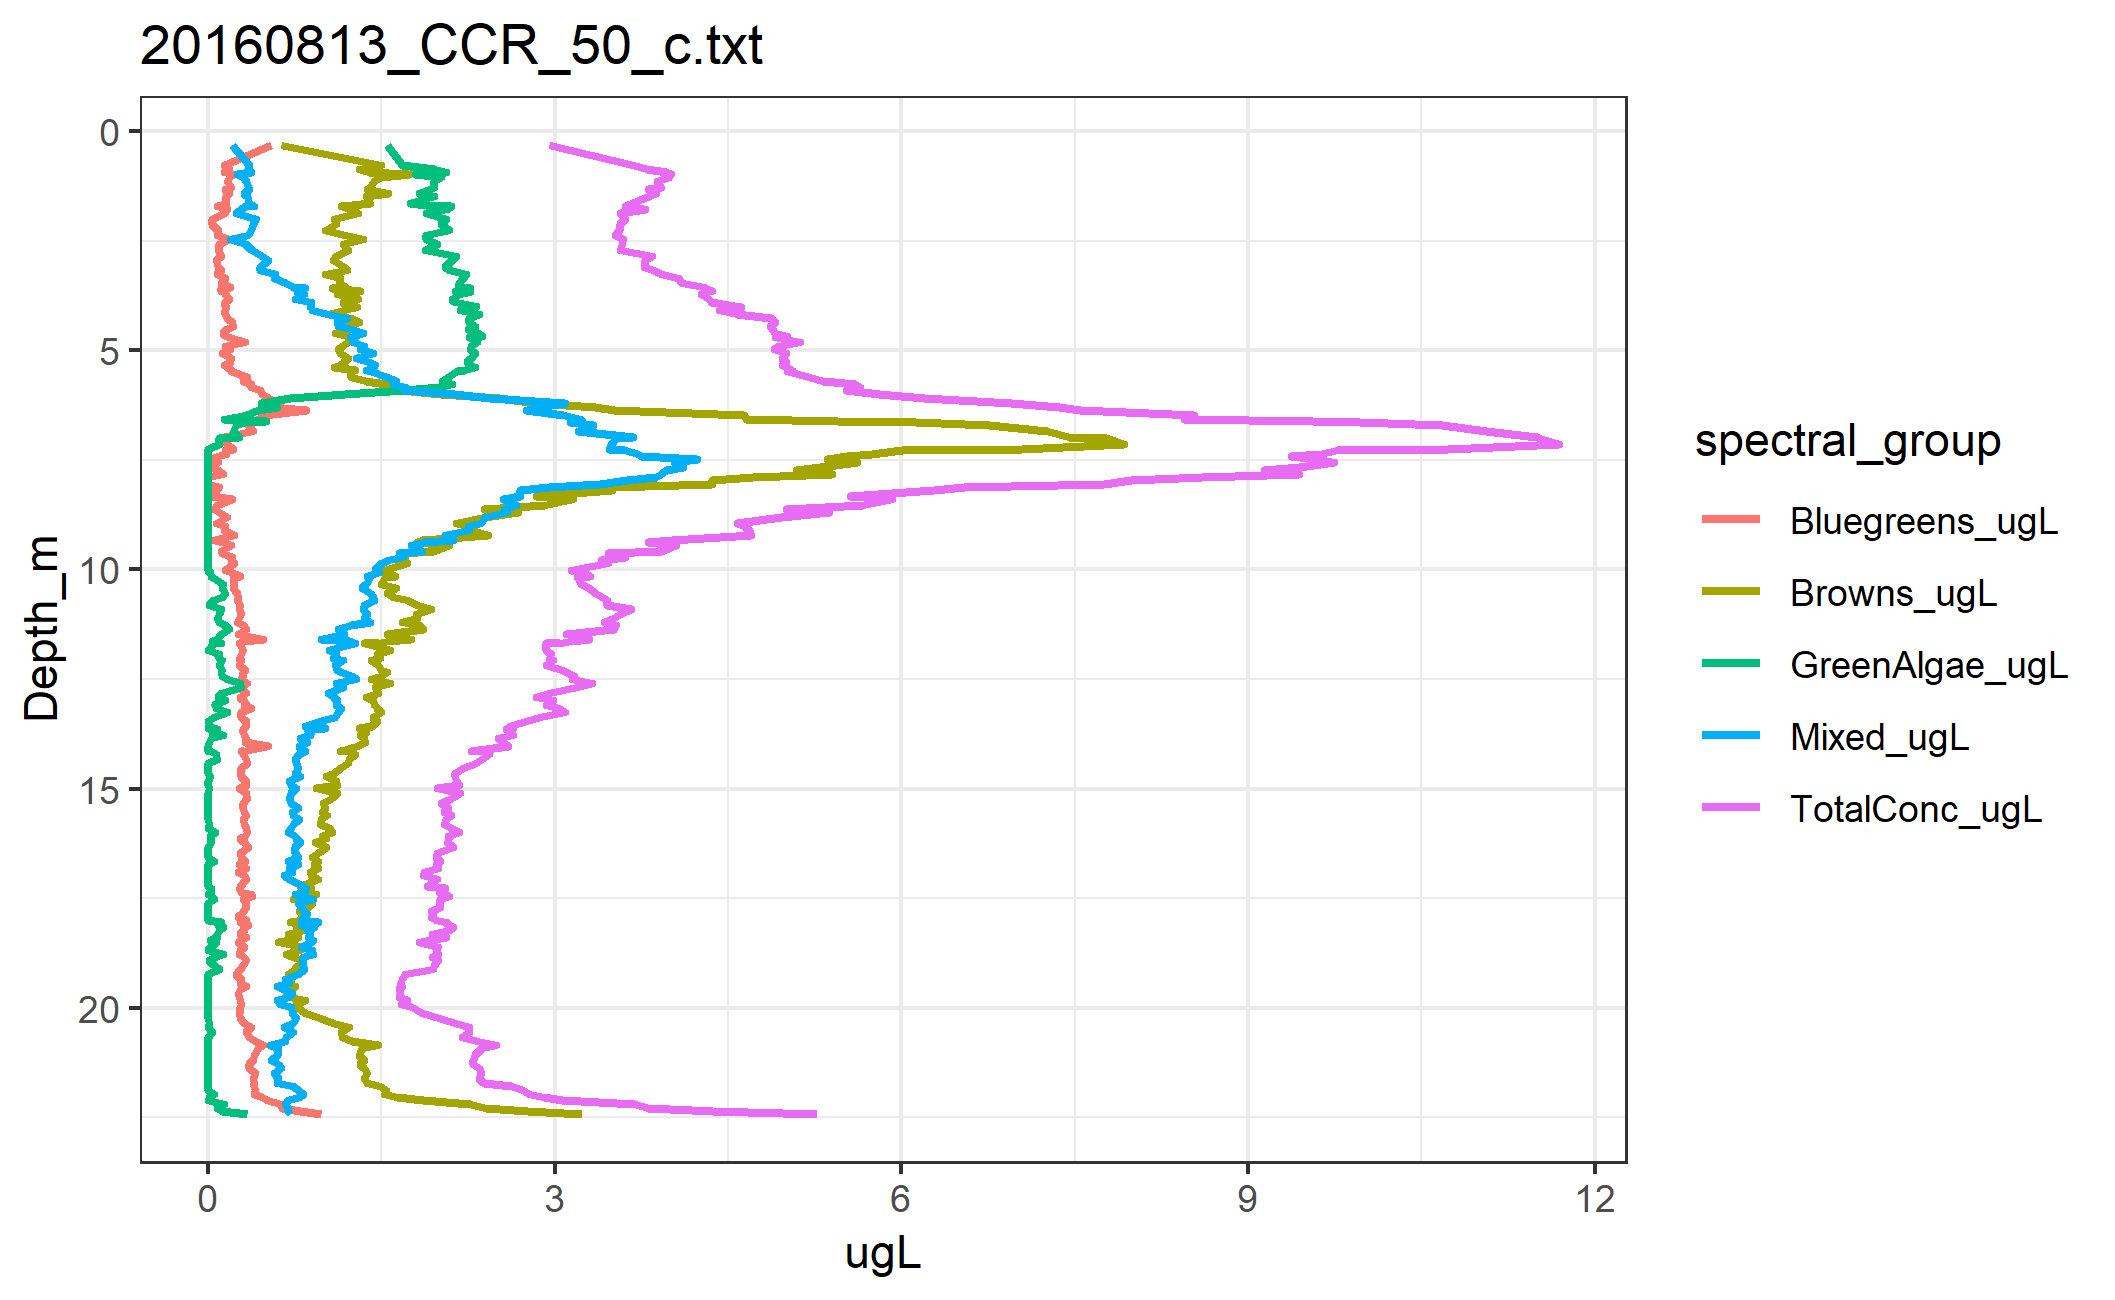 20160813_CCR_50_c.txt
0
5
10
15
20
Depth_m
0 3 6 9 12
ugL
spectral_group
Bluegreens_ugL
Browns_ugL
GreenAlgae_ugL
Mixed_ugL
TotalConc_ugL